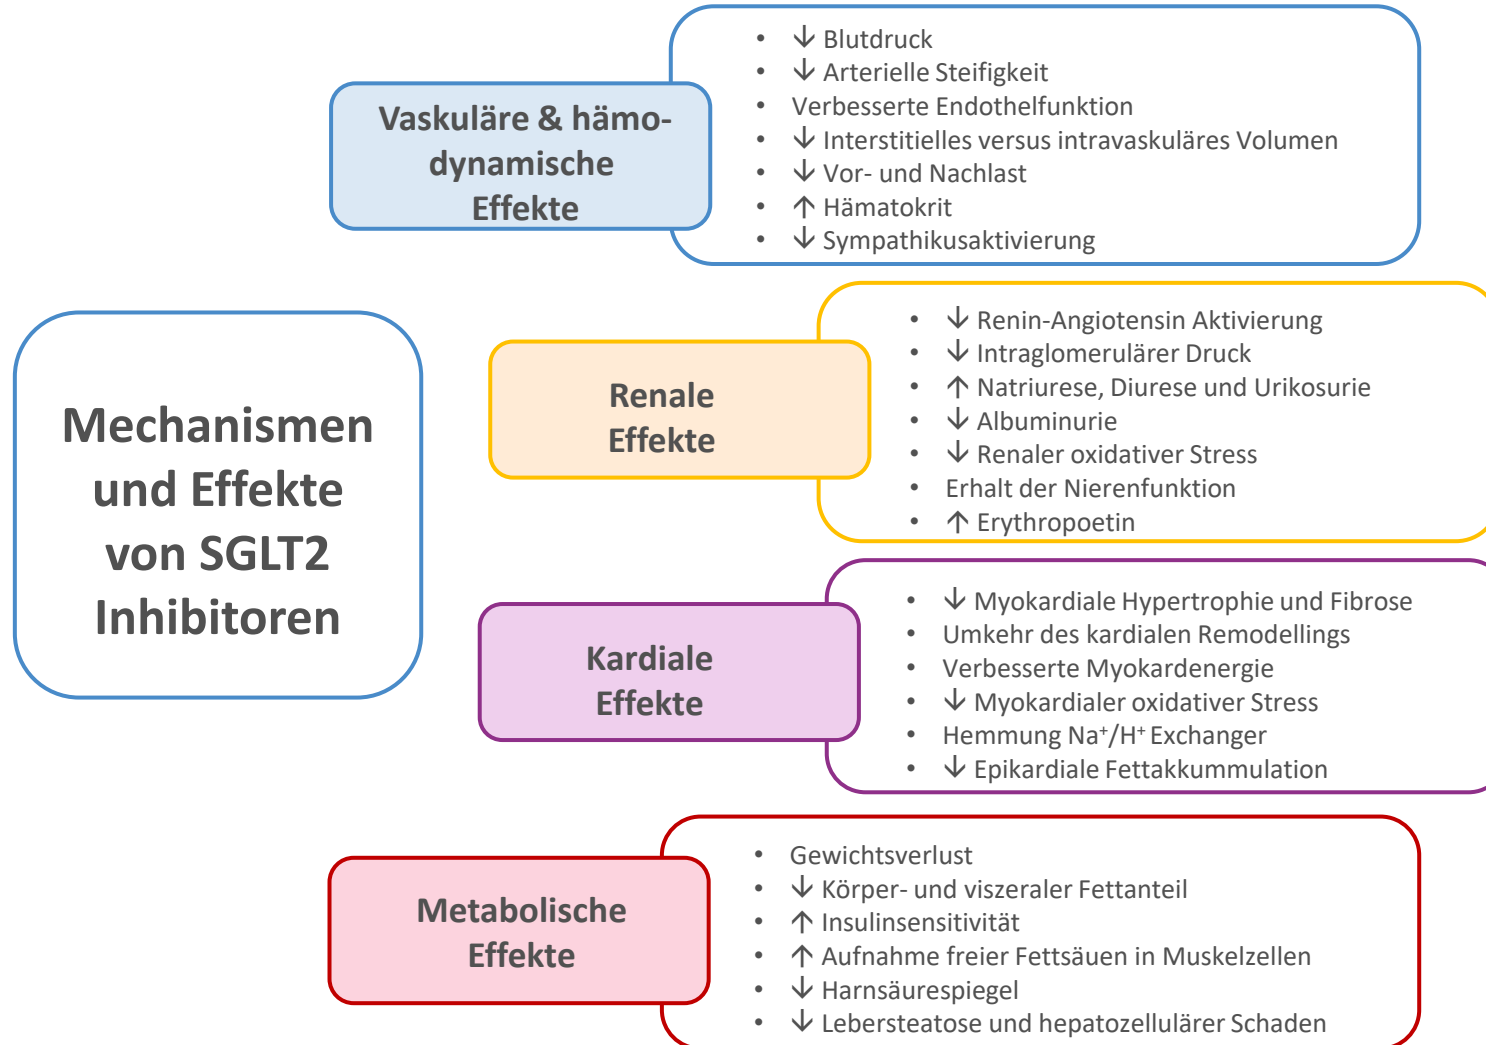 Mechanismen
und Effekte
von SGLT2
Inhibitoren
Vaskuläre & hämo-
dynamische
Effekte
• ↓ Blutdruck
• ↓ Arterielle Steifigkeit
• Verbesserte Endothelfunktion
• ↓ Interstitielles versus intravaskuläres Volumen
• ↓ Vor- und Nachlast
• ↑ Hämatokrit
• ↓ Sympathikusaktivierung
Renale
Effekte
• ↓ Renin-Angiotensin Aktivierung
• ↓ Intraglomerulärer Druck
• ↑ Natriurese, Diurese und Urikosurie
• ↓ Albuminurie
• ↓ Renaler oxidativer Stress
• Erhalt der Nierenfunktion
• ↑ Erythropoetin
Kardiale
Effekte
• ↓ Myokardiale Hypertrophie und Fibrose
• Umkehr des kardialen Remodellings
• Verbesserte Myokardenergie
• ↓ Myokardialer oxidativer Stress
• Hemmung Na⁺/H⁺ Exchanger
• ↓ Epikardiale Fettakkummulation
Metabolische
Effekte
• Gewichtsverlust
• ↓ Körper- und viszeraler Fettanteil
• ↑ Insulinsensitivität
• ↑ Aufnahme freier Fettsäuen in Muskelzellen
• ↓ Harnsäurespiegel
• ↓ Lebersteatose und hepatozellulärer Schaden